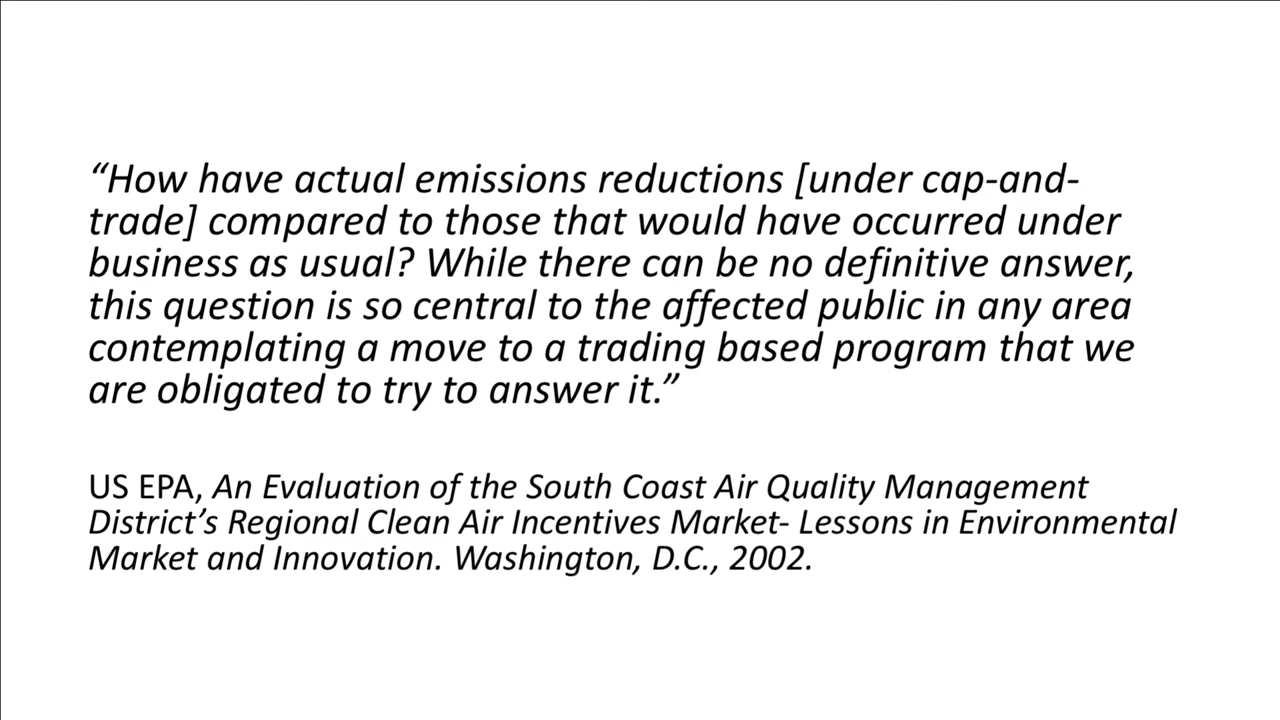 “How have actual emissions reductions [under cap-and-
trade] compared to those that would have occurred under
business as usual? While there can be no definitive answer,
this question is so central to the affected public in any area
contemplating a move to a trading based program that we
are obligated to try to answer it.”
US EPA, An Evaluation of the South Coast Air Quality Management
District’s Regional Clean Air Incentives Market- Lessons in Environmental
Market and Innovation. Washington, D.C., 2002.